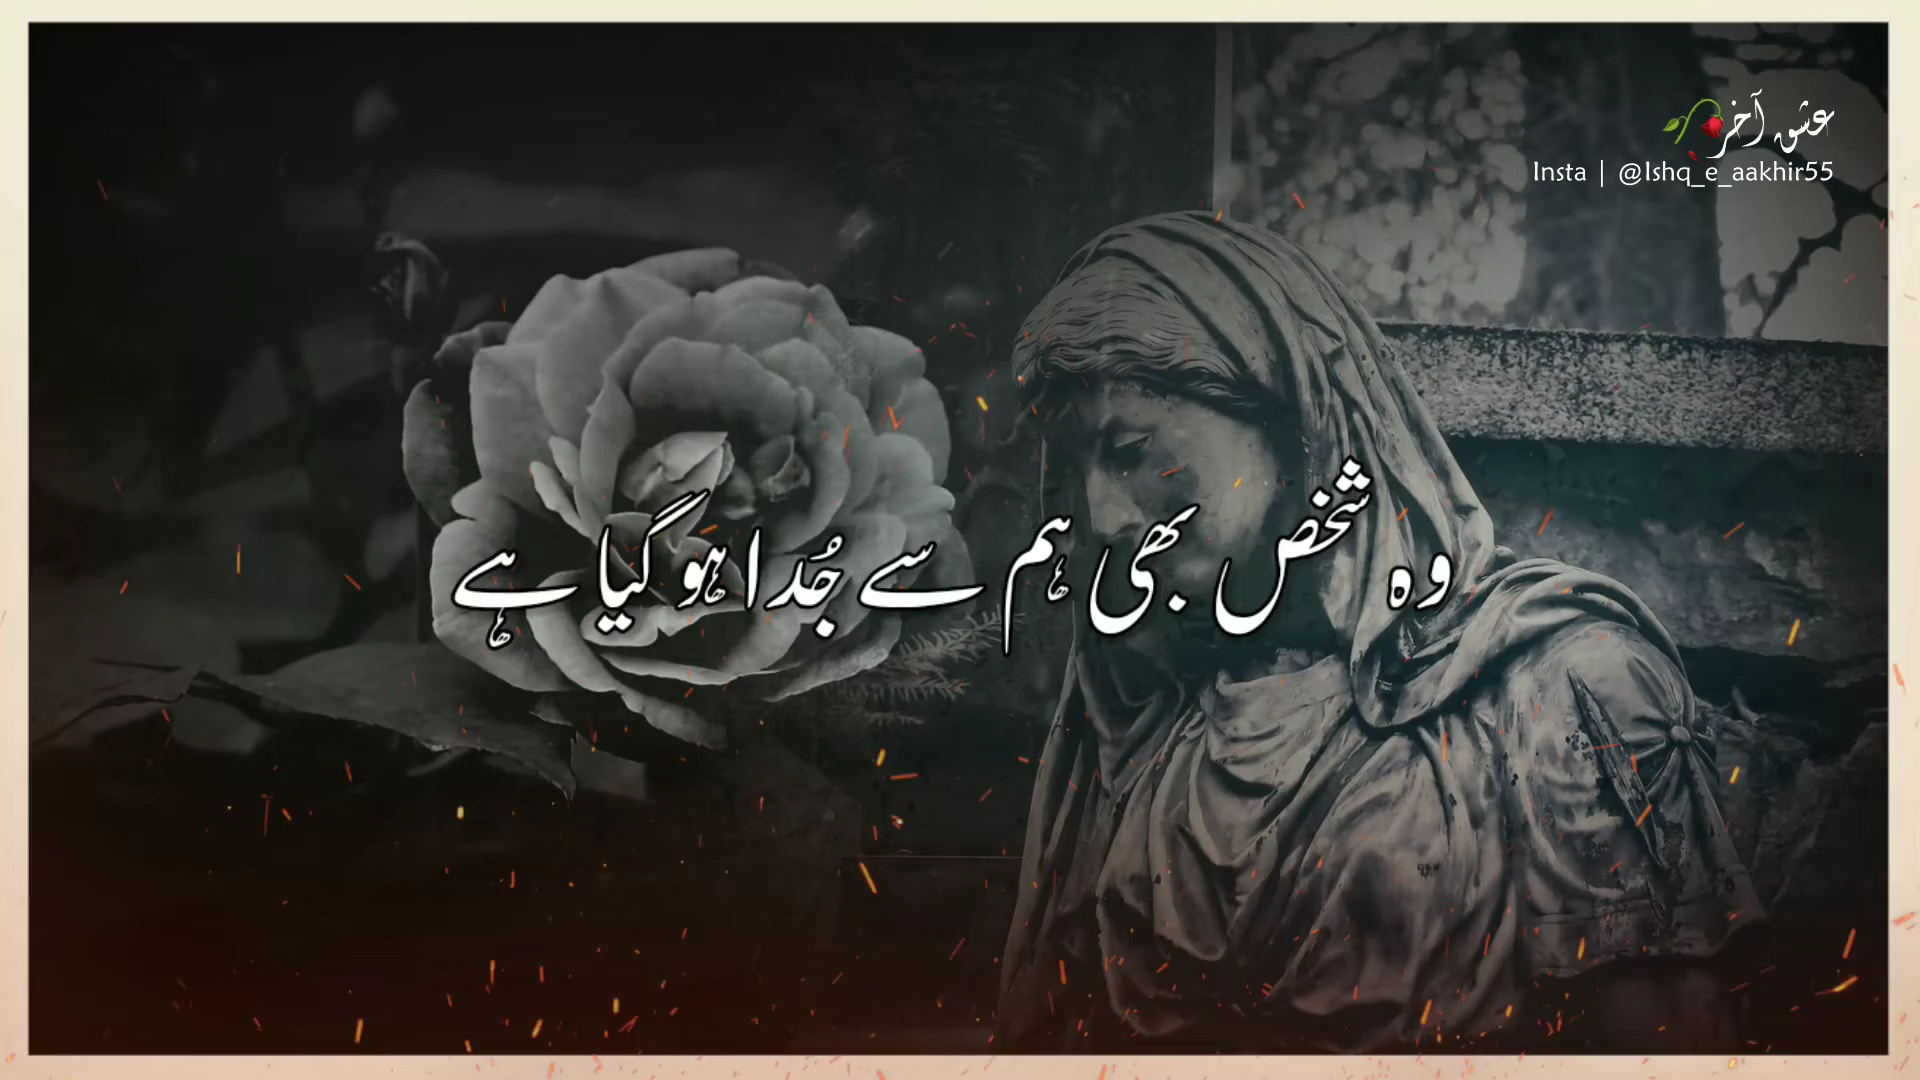 عشق آخر
Insta | @Ishq_e_aakhir55
وہ شخص بھی ہم سے جُدا ہو گیا ہے